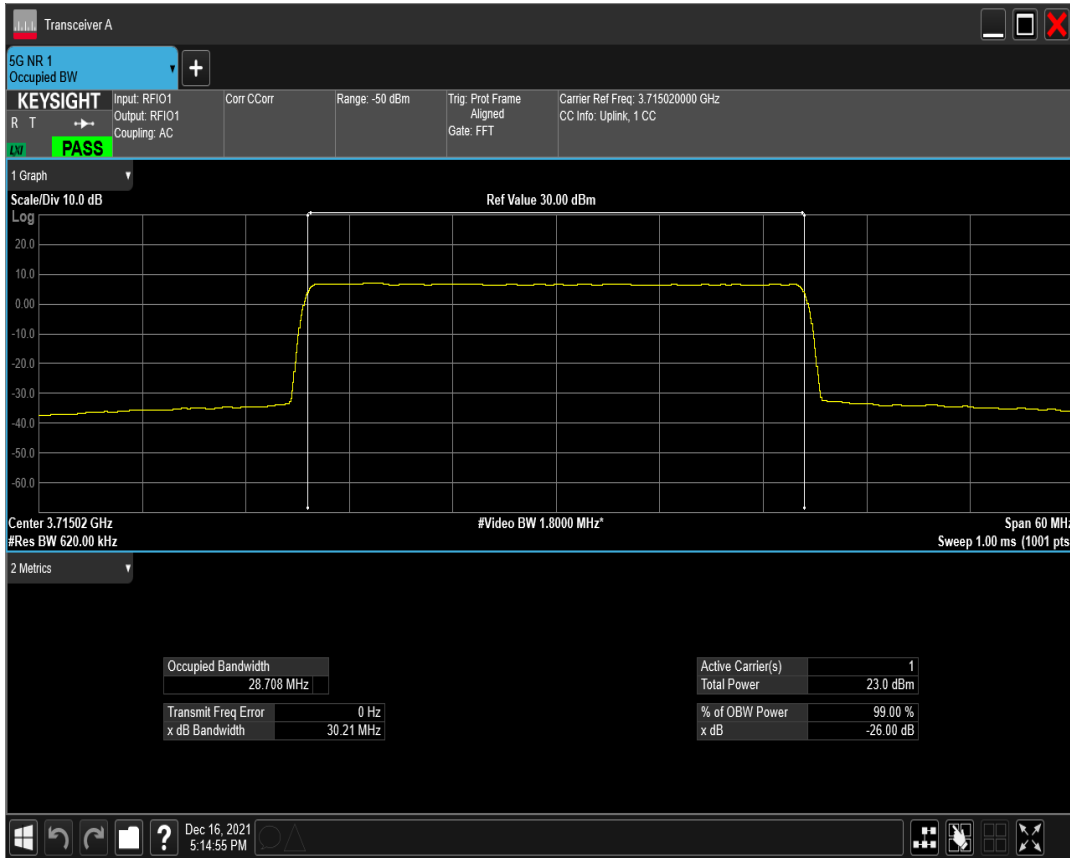 Transceiver A
5G NR 1
Occupied BW
KEYSIGHT
R T
LXI
PASS
Input: RFIO1
Output: RFIO1
Coupling: AC
Corr CCorr
Range: -50 dBm
Trig: Prot Frame
Aligned
Gate: FFT
Carrier Ref Freq: 3.715020000 GHz
CC Info: Uplink, 1 CC
1 Graph
Scale/Div 10.0 dB
Ref Value 30.00 dBm
Log
20.0
10.0
0.00
-10.0
-20.0
-30.0
-40.0
-50.0
-60.0
Center 3.71502 GHz
#Video BW 1.8000 MHz*
Span 60 MHz
#Res BW 620.00 kHz
Sweep 1.00 ms (1001 pts
2 Metrics
Occupied Bandwidth
28.708 MHz
Transmit Freq Error 0 Hz
x dB Bandwidth 30.21 MHz
Active Carrier(s) 1
Total Power 23.0 dBm
% of OBW Power 99.00 %
x dB -26.00 dB
?
Dec 16, 2021
5:14:55 PM